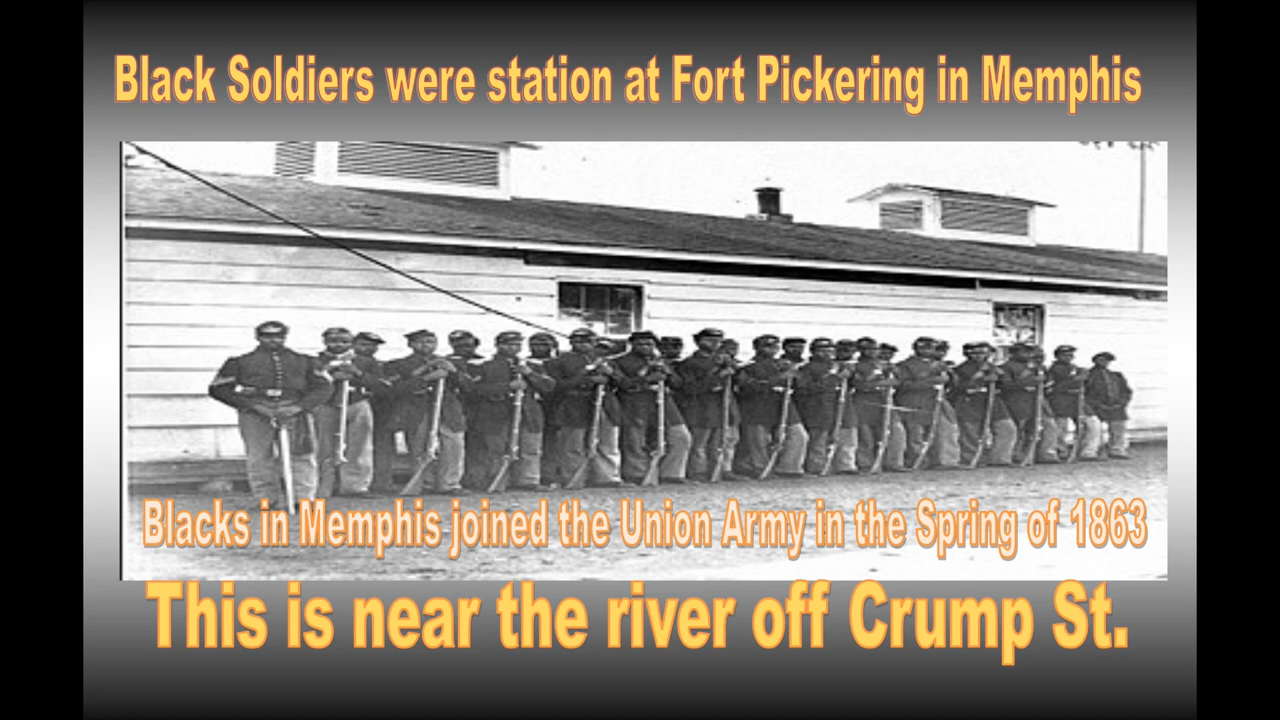 Black Soldiers were station at Fort Pickering in Memphis
Blacks in Memphis joined the Union Army in the Spring of 1863
This is near the river off Crump St.